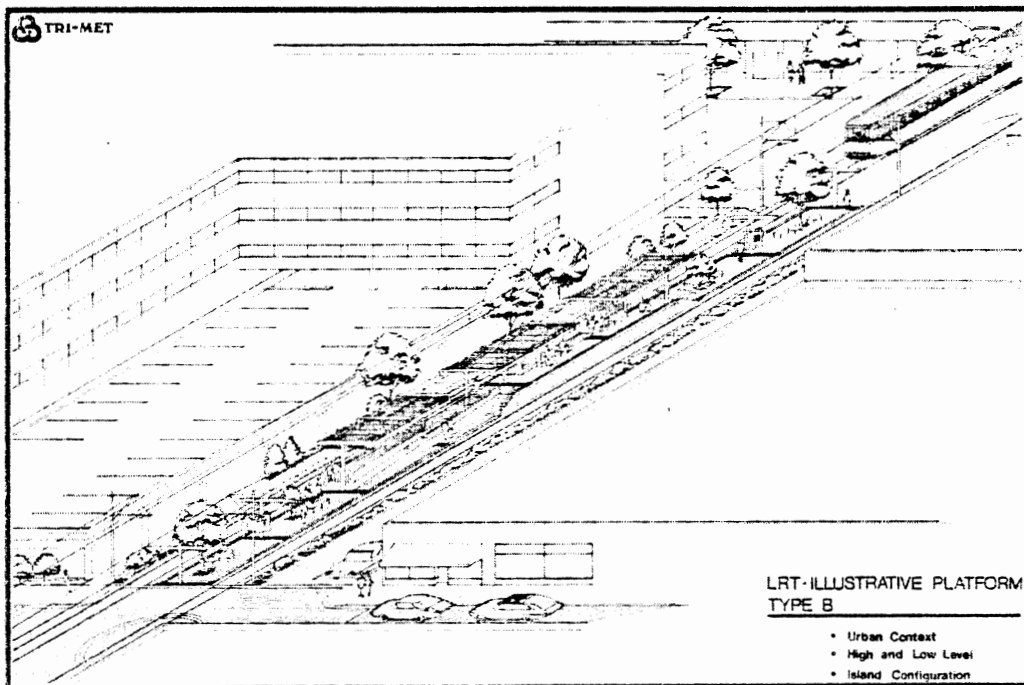 TRI-MET
LRT-ILLUSTRATIVE PLATFORM
TYPE B
• Urban Context
• High and Low Level
• Island Configuration